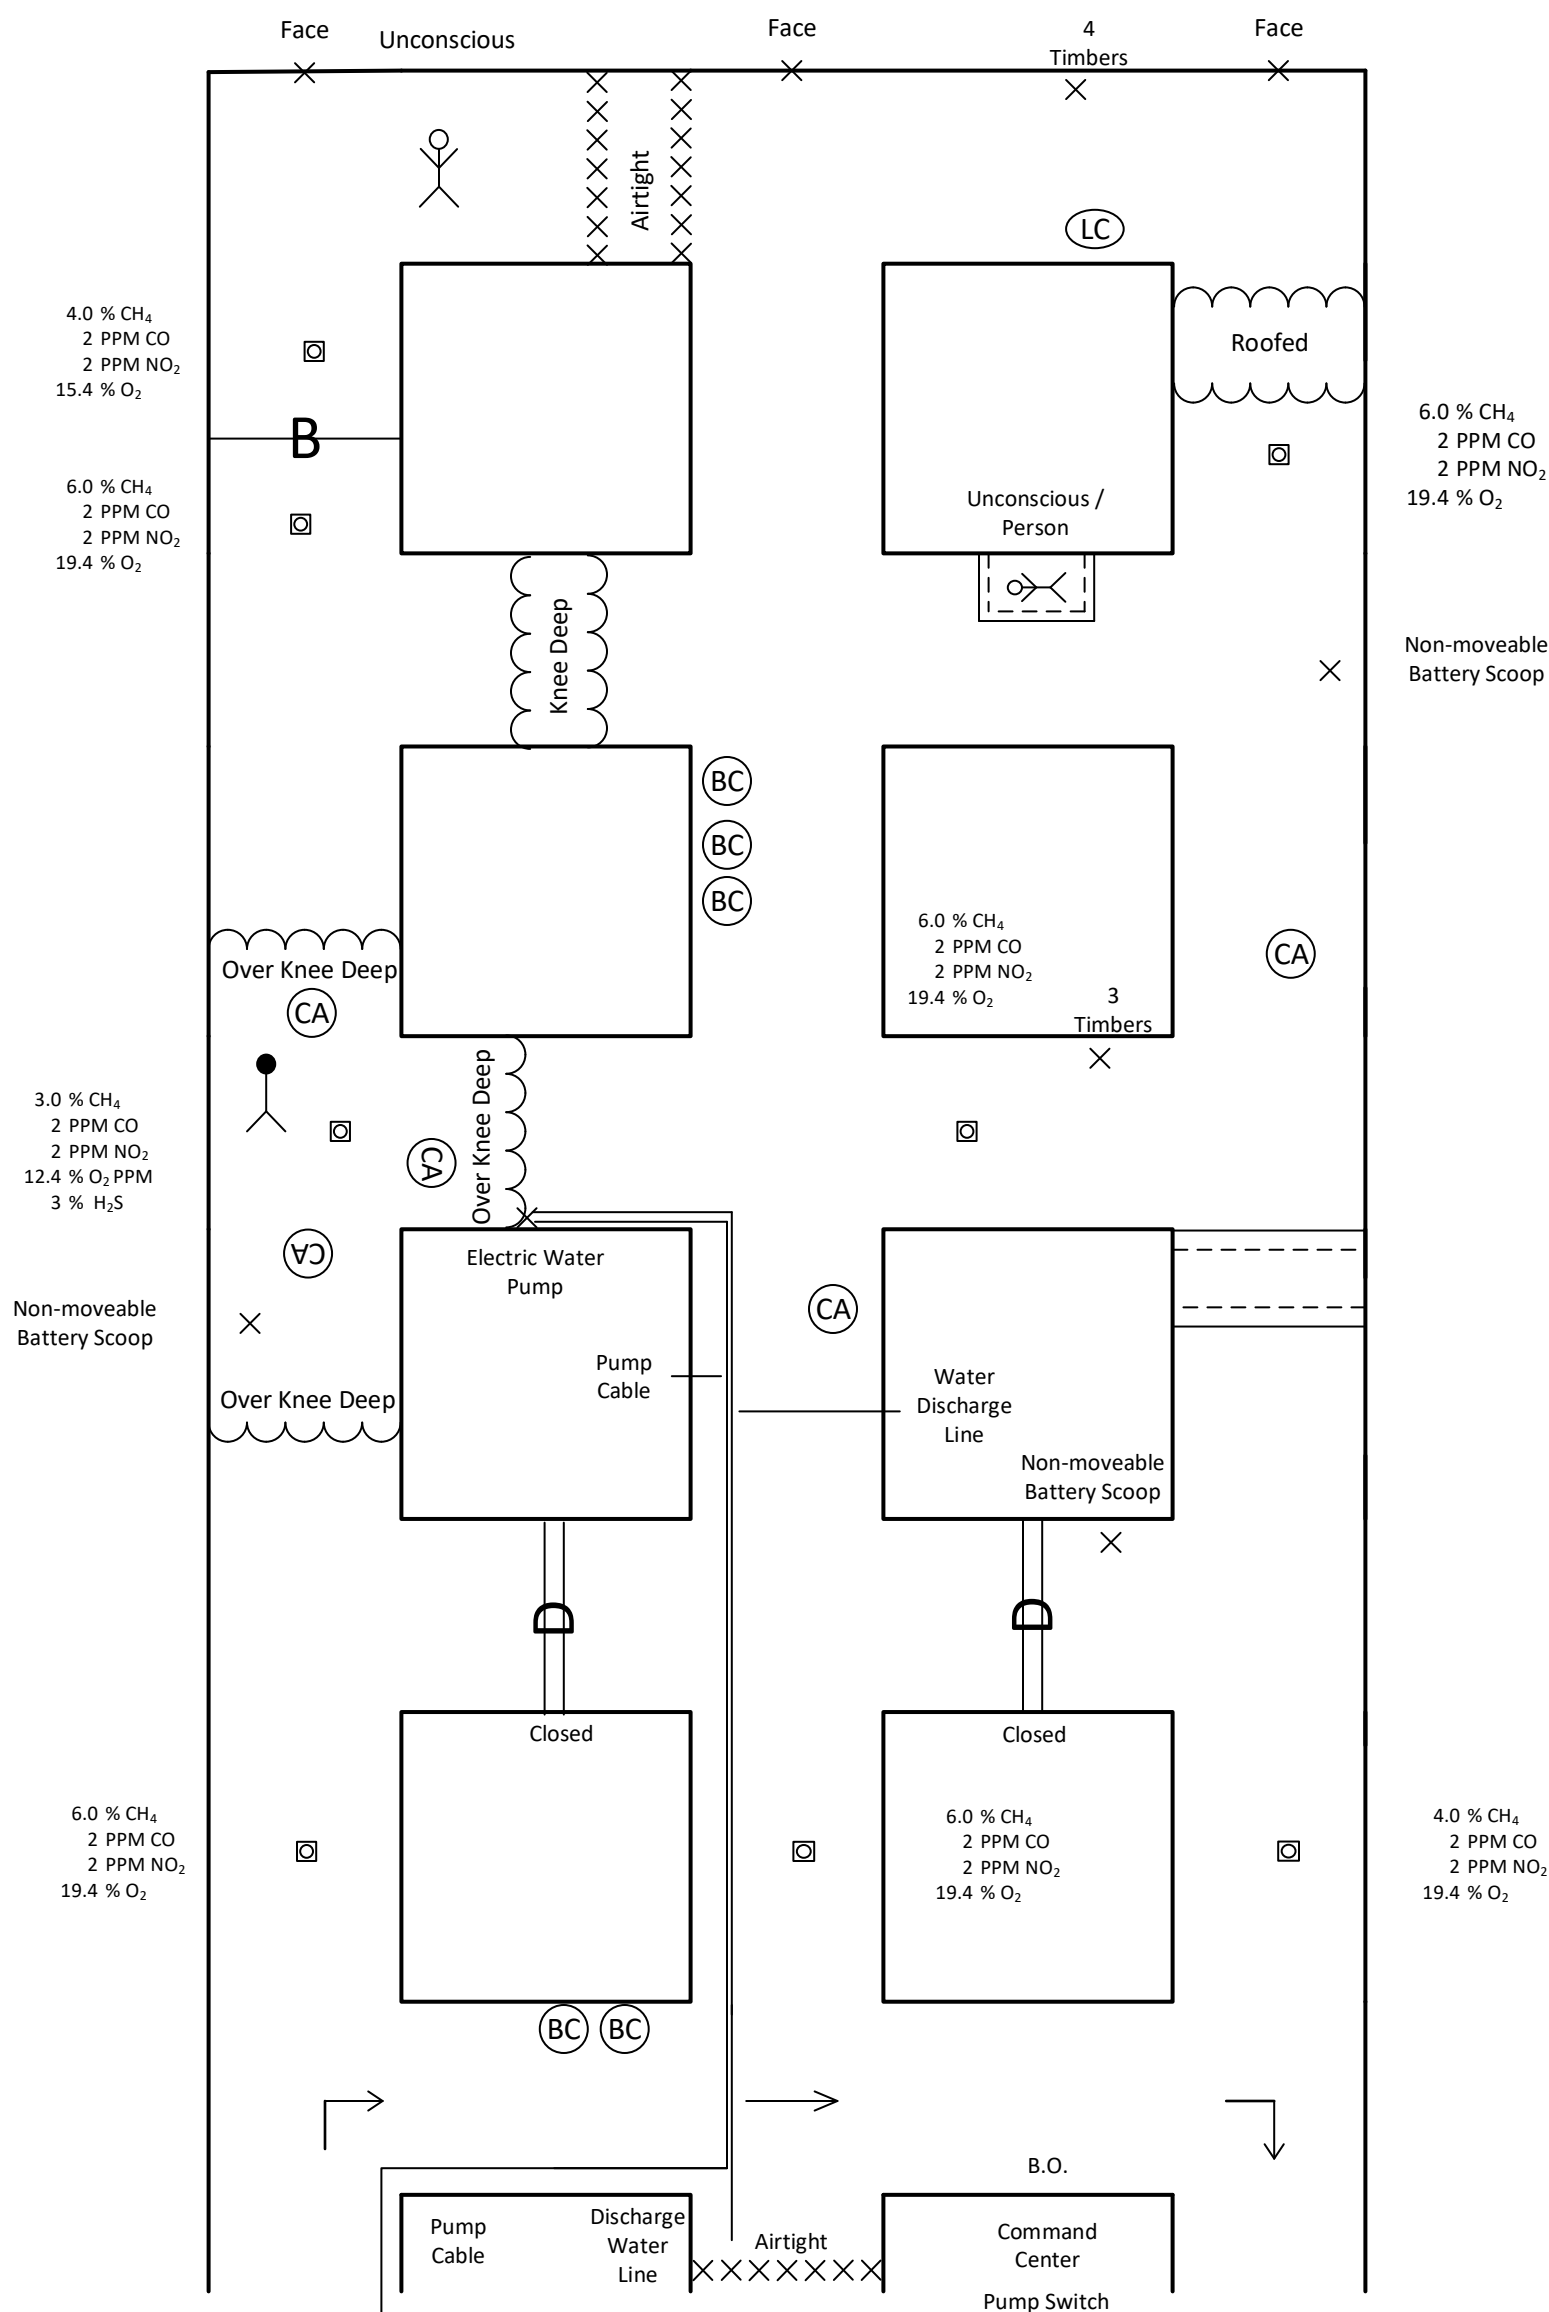 Face
Unconscious
Face
4
Timbers
Face
Airtight
LC
4.0 % CH₄
2 PPM CO
2 PPM NO₂
15.4 % O₂
Roofed
B
6.0 % CH₄
2 PPM CO
2 PPM NO₂
19.4 % O₂
6.0 % CH₄
2 PPM CO
2 PPM NO₂
19.4 % O₂
Unconscious /
Person
Knee Deep
Non-moveable
Battery Scoop
BC
BC
BC
6.0 % CH₄
2 PPM CO
2 PPM NO₂
19.4 % O₂
3
Timbers
CA
Over Knee Deep
CA
3.0 % CH₄
2 PPM CO
2 PPM NO₂
12.4 % O₂ PPM
3 % H₂S
CA
Over Knee Deep
CA
Electric Water
Pump
Non-moveable
Battery Scoop
CA
Pump
Cable
Water
Discharge
Line
Over Knee Deep
Non-moveable
Battery Scoop
D
D
Closed
Closed
6.0 % CH₄
2 PPM CO
2 PPM NO₂
19.4 % O₂
6.0 % CH₄
2 PPM CO
2 PPM NO₂
19.4 % O₂
4.0 % CH₄
2 PPM CO
2 PPM NO₂
19.4 % O₂
BC BC
B.O.
Pump
Cable
Discharge
Water
Line
Airtight
Command
Center
Pump Switch